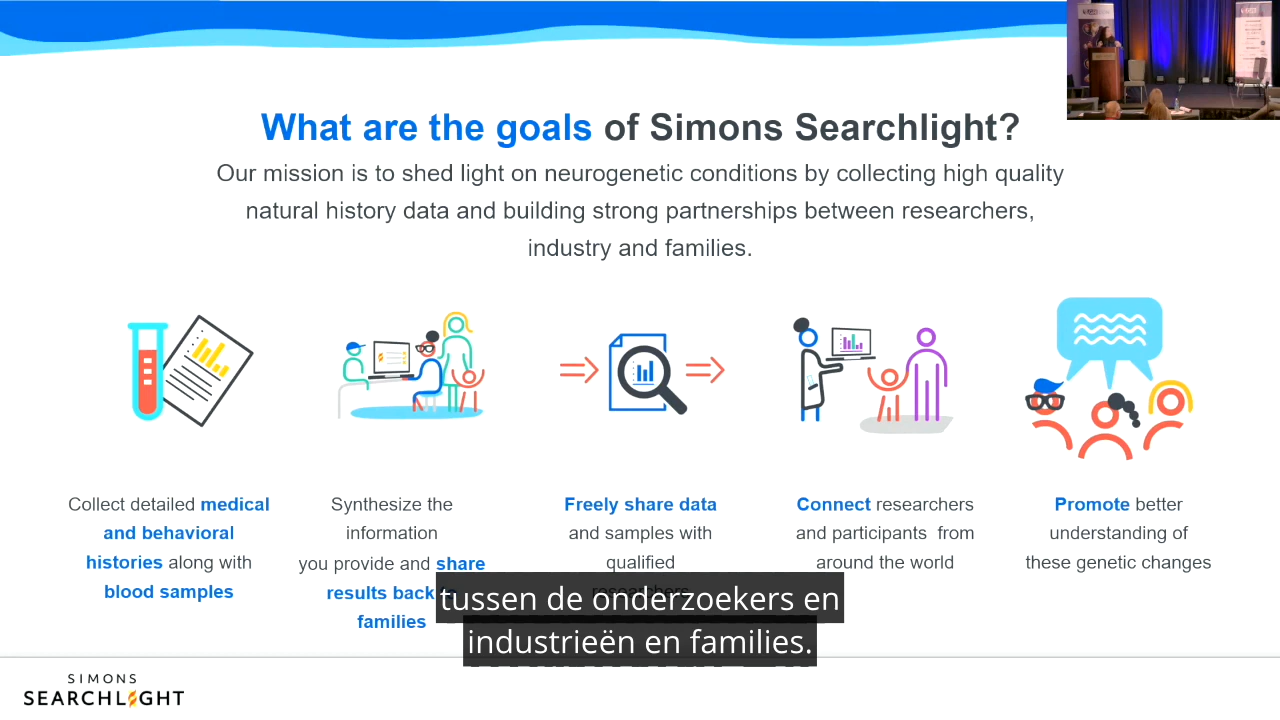 What are the goals of Simons Searchlight?
Our mission is to shed light on neurogenetic conditions by collecting high quality
natural history data and building strong partnerships between researchers,
industry and families.
Collect detailed medical
and behavioral
histories along with
blood samples
Synthesize the
information
you provide and share
results back to
families
Freely share data
and samples with
qualified
researchers
Connect researchers
and participants from
around the world
Promote better
understanding of
these genetic changes
tussen de onderzoekers en
industrieën en families.
SIMONS
SEARCHLIGHT